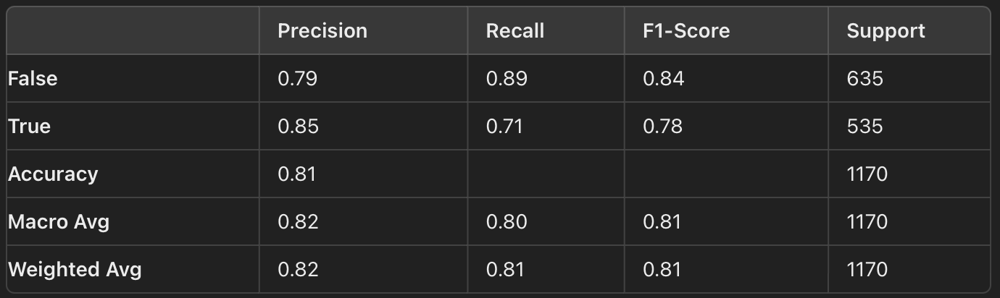 Precision Recall F1-Score Support
False 0.79 0.89 0.84 635
True 0.85 0.71 0.78 535
Accuracy 0.81 1170
Macro Avg 0.82 0.80 0.81 1170
Weighted Avg 0.82 0.81 0.81 1170